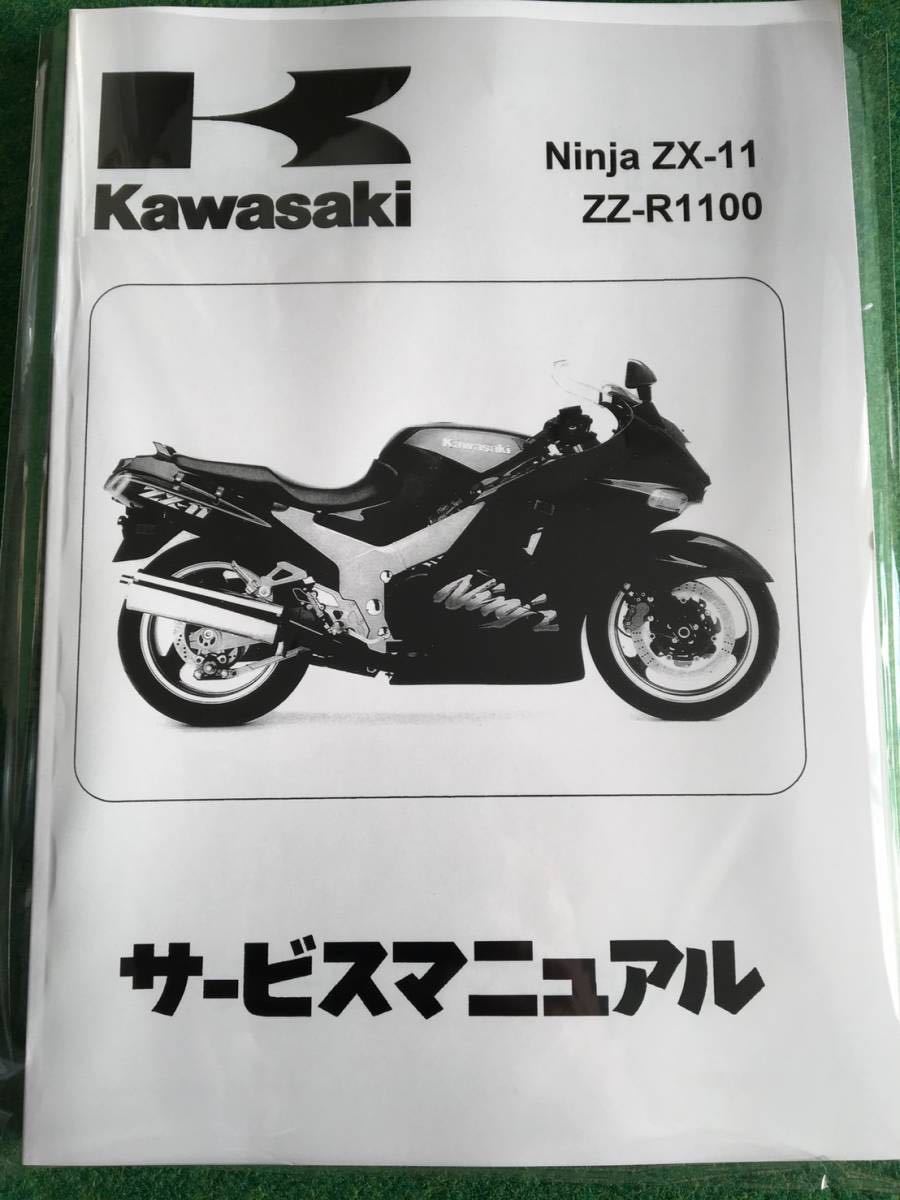 Kawasaki
Ninja ZX-11
ZZ-R1100
Kawasaki
ZX-11
Ninja
サービスマニュアル